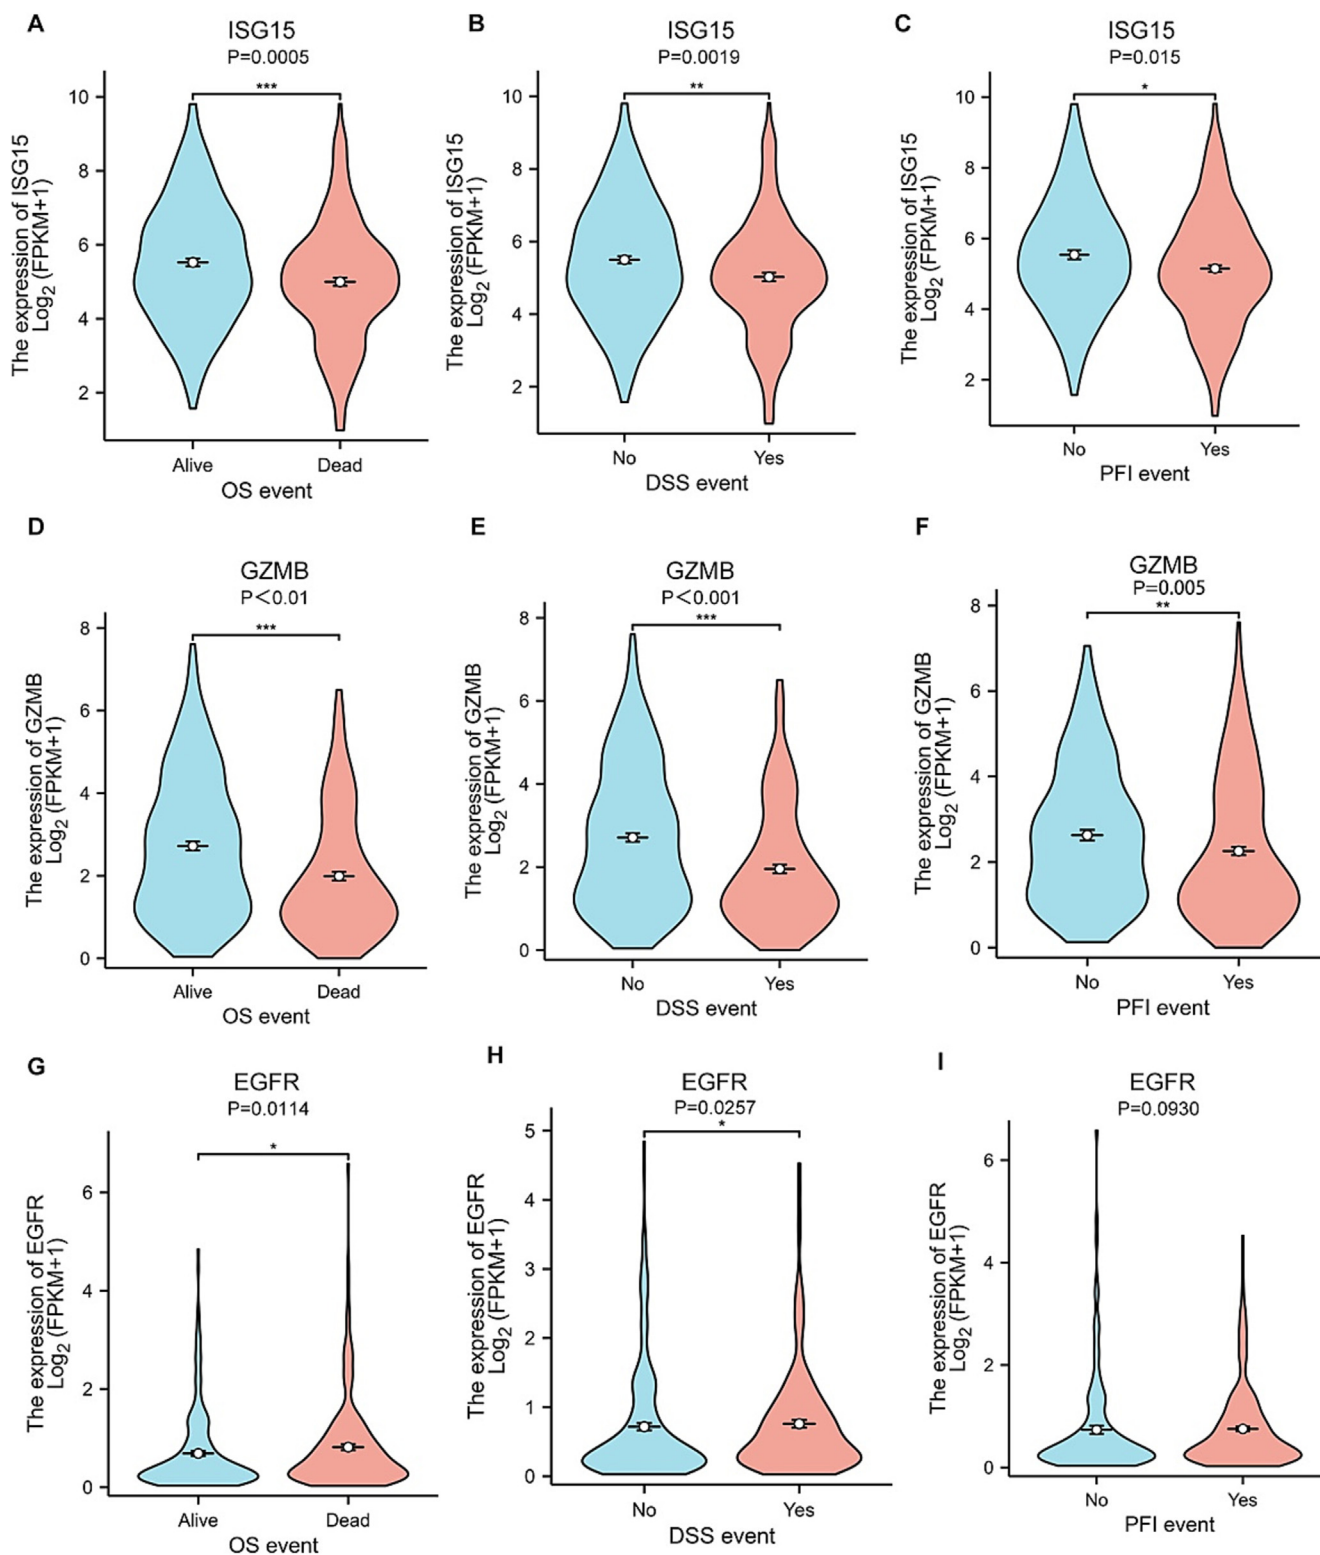 A
ISG15
P=0.0005
***
The expression of ISG15
Log2 (FPKM+1)
10
8
6
4
2
Alive
Dead
OS event
B
ISG15
P=0.0019
**
The expression of ISG15
Log2 (FPKM+1)
10
8
6
4
2
No
Yes
DSS event
C
ISG15
P=0.015
*
The expression of ISG15
Log2 (FPKM+1)
10
8
6
4
2
No
Yes
PFI event
D
GZMB
P<0.01
***
The expression of GZMB
Log2 (FPKM+1)
8
6
4
2
0
Alive
Dead
OS event
E
GZMB
P<0.001
***
The expression of GZMB
Log2 (FPKM+1)
8
6
4
2
0
No
Yes
DSS event
F
GZMB
P=0.005
**
The expression of GZMB
Log2 (FPKM+1)
8
6
4
2
0
No
Yes
PFI event
G
EGFR
P=0.0114
*
The expression of EGFR
Log2 (FPKM+1)
6
4
2
0
Alive
Dead
OS event
H
EGFR
P=0.0257
*
The expression of EGFR
Log2 (FPKM+1)
5
4
3
2
1
0
No
Yes
DSS event
I
EGFR
P=0.0930
The expression of EGFR
Log2 (FPKM+1)
6
4
2
0
No
Yes
PFI event